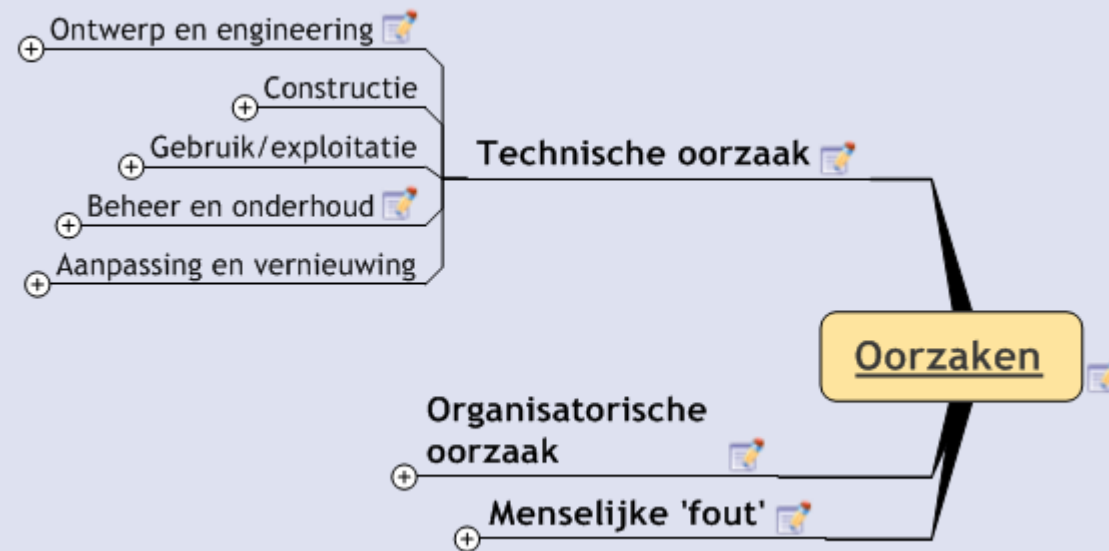 Ontwerp en engineering
Constructie
Gebruik/exploitatie
Beheer en onderhoud
Aanpassing en vernieuwing
Technische oorzaak
Oorzaken
Organisatorische
oorzaak
Menselijke 'fout'